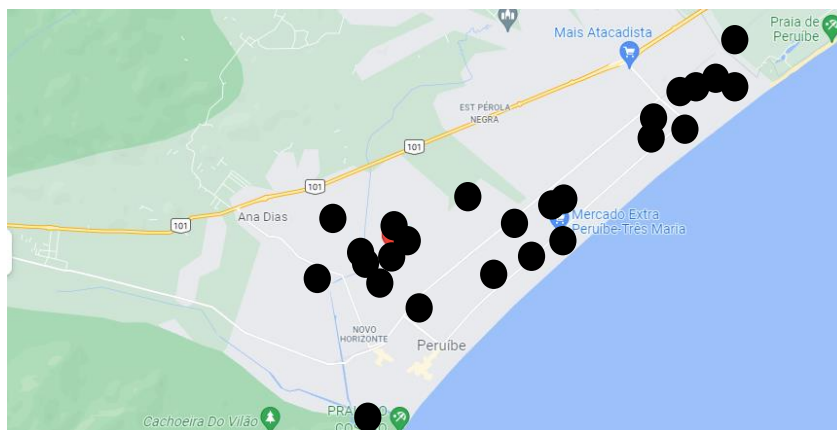 Praia de
Peruíbe
Mais Atacadista
EST PÉROLA
NEGRA
101
101
101
Ana Dias
Mercado Extra
Peruíbe-Três Maria
NOVO
HORIZONTE
Peruíbe
Cachoeira Do Vilão